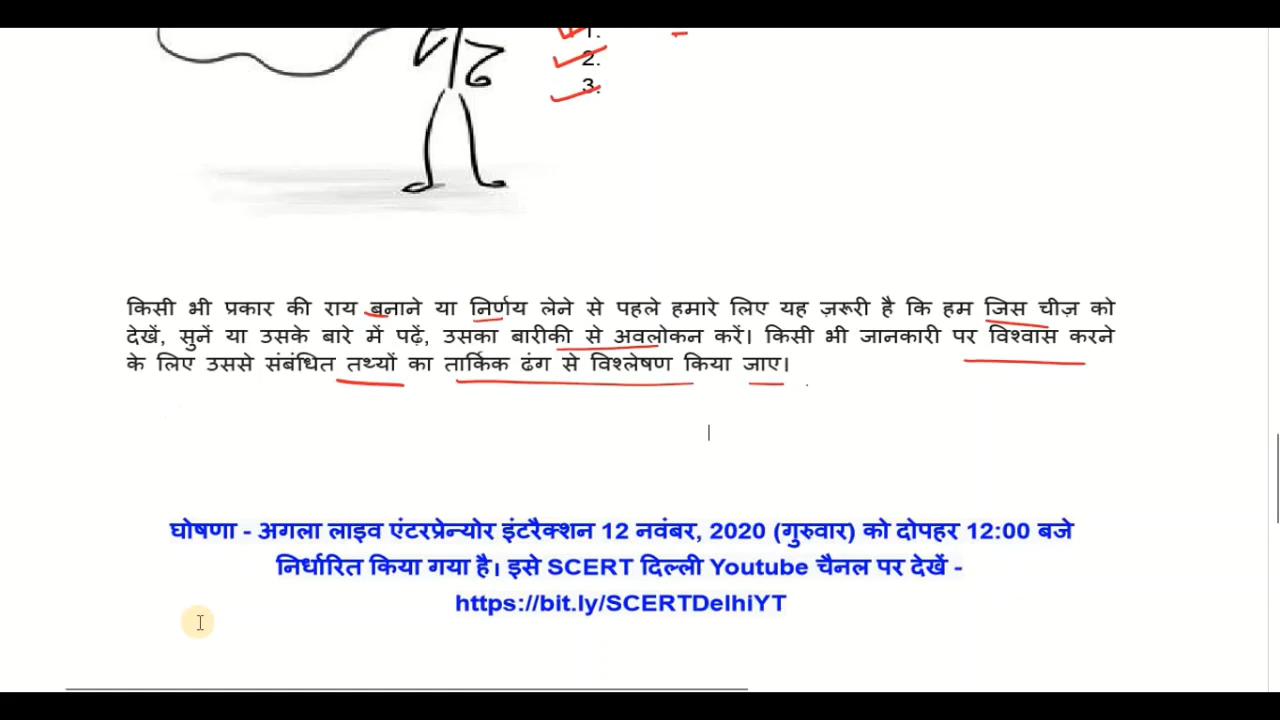 1.
2.
3.
किसी भी प्रकार की राय बनाने या निर्णय लेने से पहले हमारे लिए यह ज़रूरी है कि हम जिस चीज़ को
देखें, सुनें या उसके बारे में पढ़ें, उसका बारीकी से अवलोकन करें। किसी भी जानकारी पर विश्वास करने
के लिए उससे संबंधित तथ्यों का तार्किक ढंग से विश्लेषण किया जाए।
घोषणा - अगला लाइव एंटरप्रेन्योर इंटरैक्शन 12 नवंबर, 2020 (गुरुवार) को दोपहर 12:00 बजे
निर्धारित किया गया है। इसे SCERT दिल्ली Youtube चैनल पर देखें -
https://bit.ly/SCERTDelhiYT